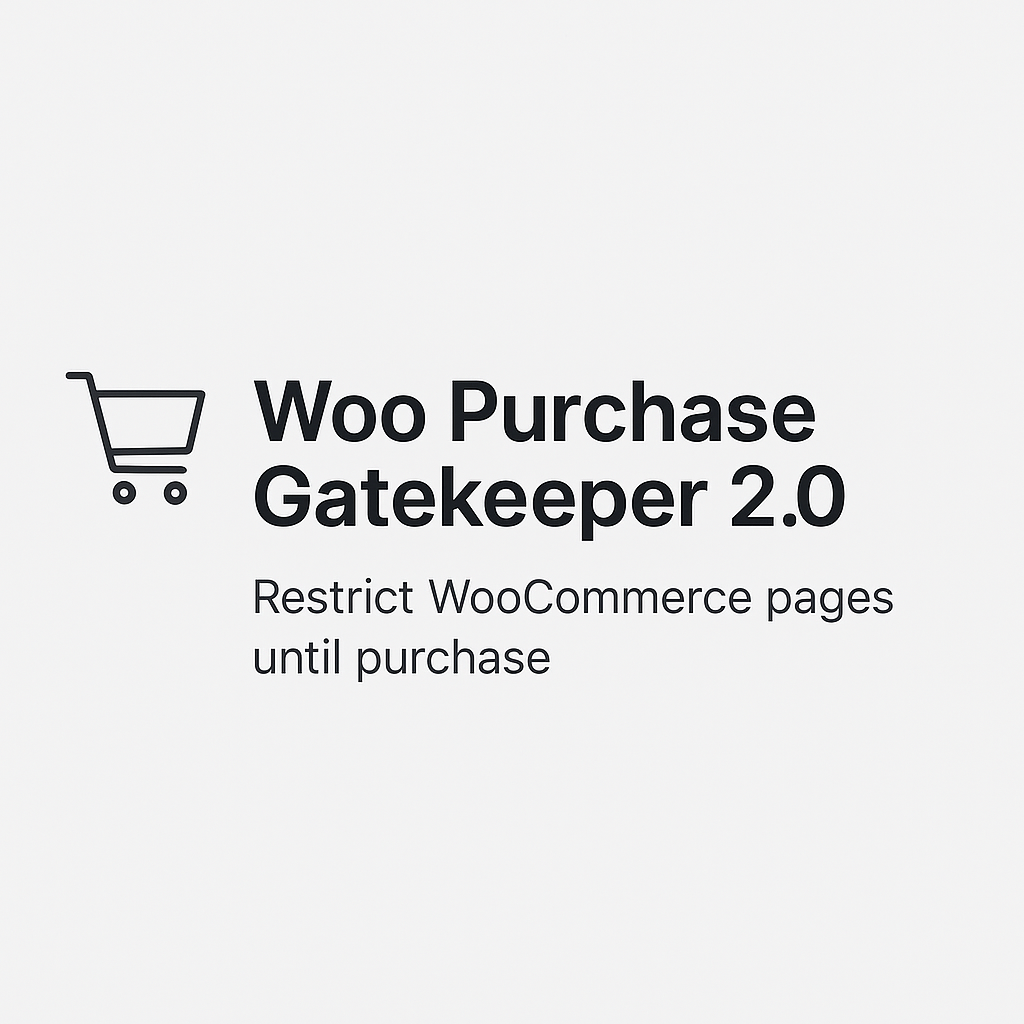 Woo Purchase
Gatekeeper 2.0
Restrict WooCommerce pages
until purchase